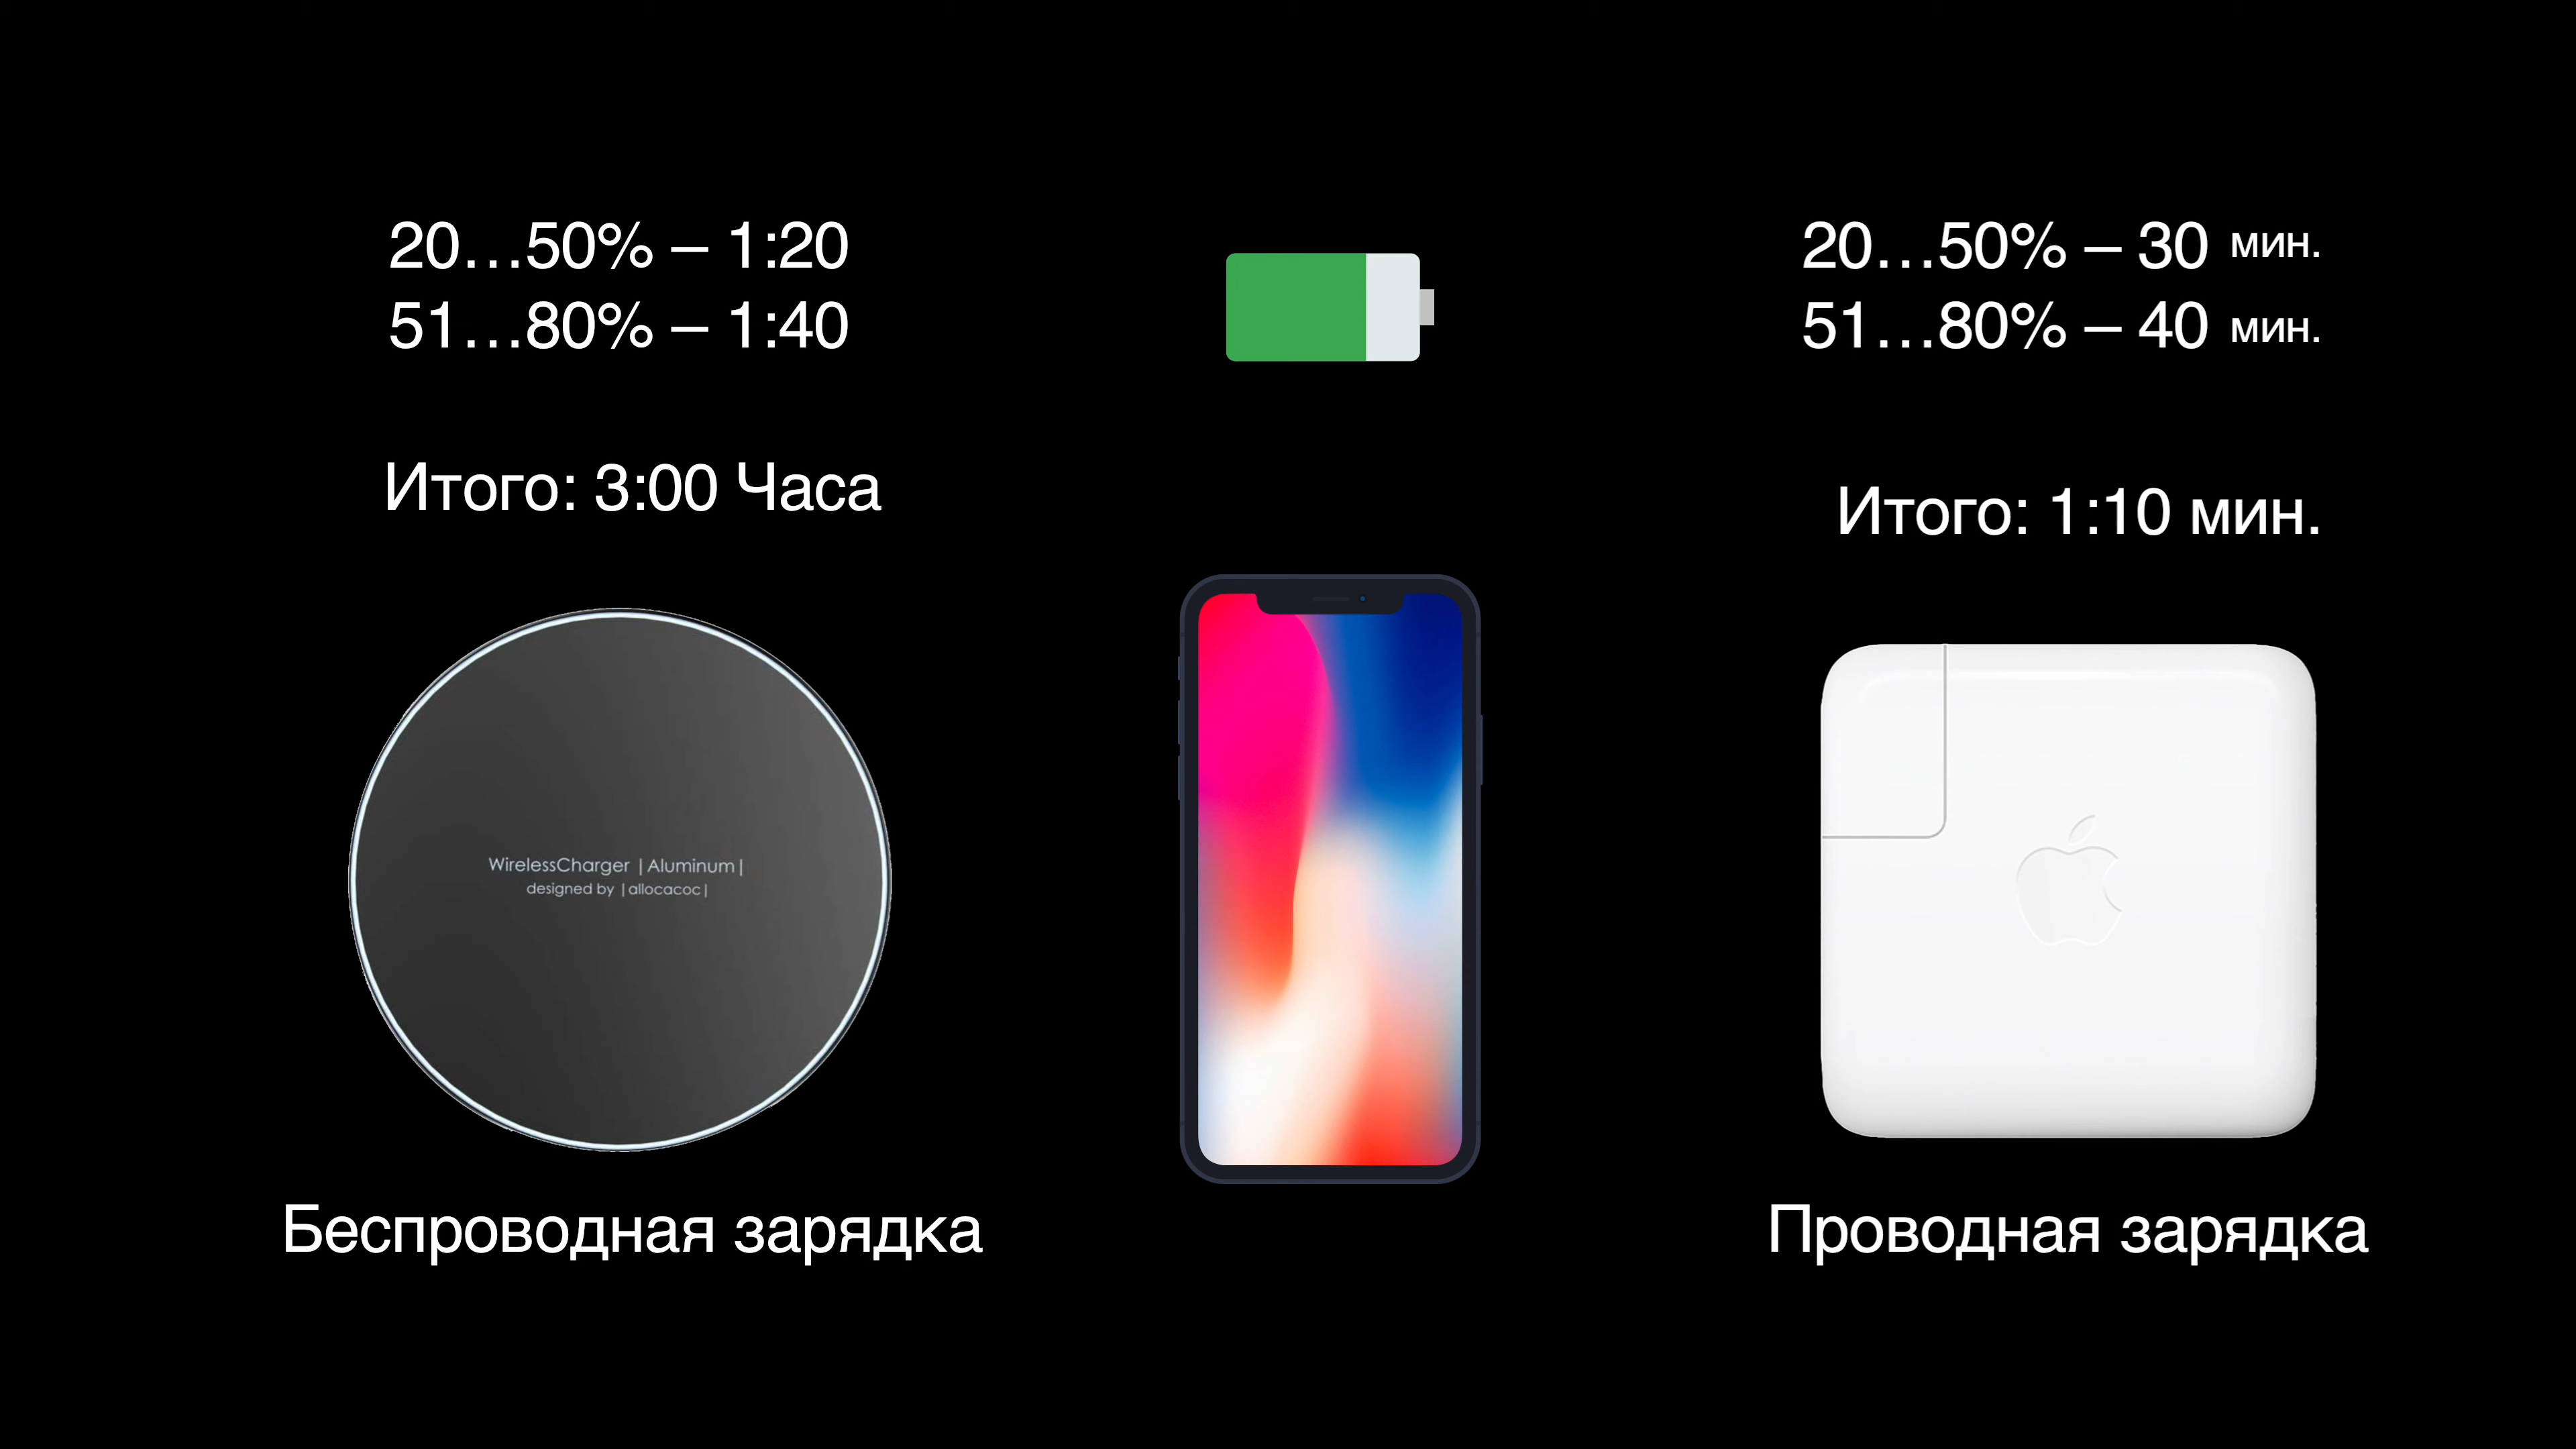 20…50% – 1:20
51…80% – 1:40
Итого: 3:00 Часа
WirelessCharger |Aluminum|
designed by |allocacoc|
Беспроводная зарядка
20…50% – 30 мин.
51…80% – 40 мин.
Итого: 1:10 мин.
Проводная зарядка